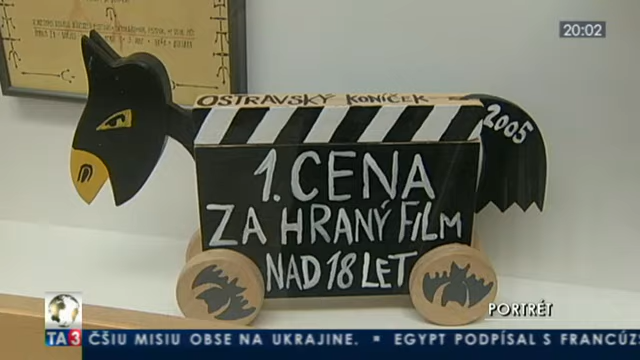 20:02
OSTRAVSKÝ KONÍČEK
2005
1. CENA
ZA HRANÝ FILM
NAD 18 LET
PORTRÉT
TA3 ČŠIU MISIU OBSE NA UKRAJINE. ▪ EGYPT PODPÍSAL S FRANCÚZ